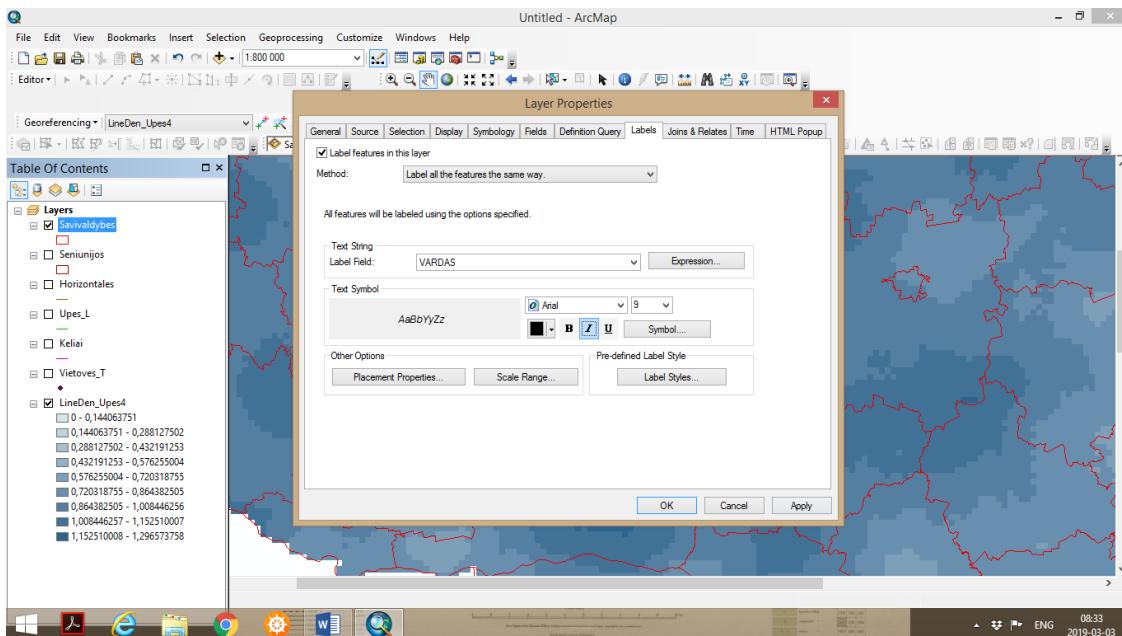 Untitled - ArcMap
File Edit View Bookmarks Insert Selection Geoprocessing Customize Windows Help
1:800 000
Editor
Georeferencing LineDen_Upes4
Layer Properties
General Source Selection Display Symbology Fields Definition Query Labels Joins & Relates Time HTML Popup
Label features in this layer
Method: Label all the features the same way.
All features will be labeled using the options specified.
Text String
Label Field: VARDAS Expression...
Text Symbol
AaBbYyZz
Arial 9
B I U Symbol...
Other Options
Pre-defined Label Style
Placement Properties... Scale Range... Label Styles...
OK Cancel Apply
Table Of Contents
Layers
Savivaldybes
Seniunijos
Horizontales
Upes_L
Keliai
Vietoves_T
LineDen_Upes4
0 - 0,144063751
0,144063751 - 0,288127502
0,288127502 - 0,432191253
0,432191253 - 0,576255004
0,576255004 - 0,720318755
0,720318755 - 0,864382505
0,864382505 - 1,008446256
1,008446257 - 1,152510007
1,152510008 - 1,296573758
ENG
08:33
2019-03-03